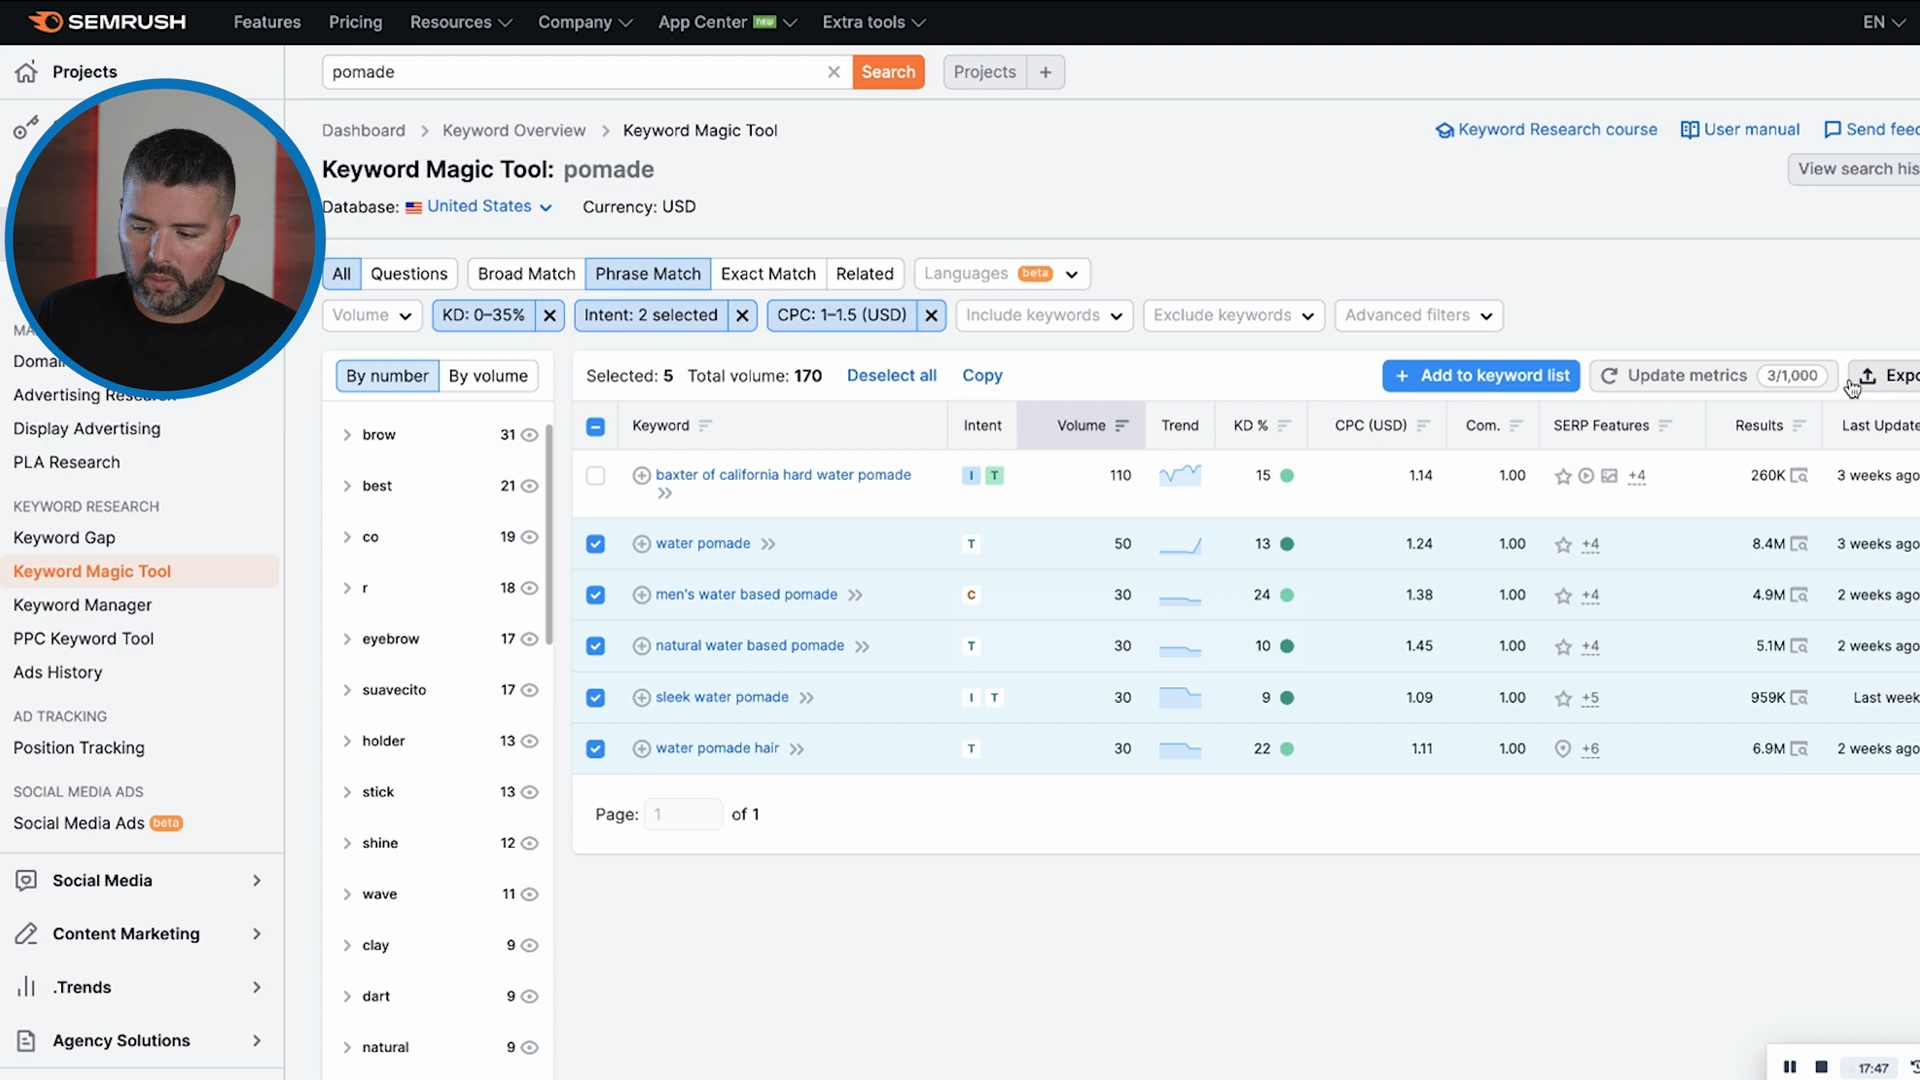 SEMRUSH Features Pricing Resources Company App Center new Extra tools EN
Projects
pomade Search Projects +
Dashboard > Keyword Overview > Keyword Magic Tool
Keyword Research course User manual Send feed
Keyword Magic Tool: pomade
View search his
Database: United States Currency: USD
All Questions Broad Match Phrase Match Exact Match Related Languages beta
Volume KD: 0–35% Intent: 2 selected CPC: 1–1.5 (USD) Include keywords Exclude keywords Advanced filters
Domai
Advertising Research
Display Advertising
PLA Research
KEYWORD RESEARCH
Keyword Gap
Keyword Magic Tool
Keyword Manager
PPC Keyword Tool
Ads History
AD TRACKING
Position Tracking
SOCIAL MEDIA ADS
Social Media Ads beta
Social Media
Content Marketing
.Trends
Agency Solutions
By number By volume
brow 31
best 21
co 19
r 18
eyebrow 17
suavecito 17
holder 13
stick 13
shine 12
wave 11
clay 9
dart 9
natural 9
Selected: 5 Total volume: 170 Deselect all Copy
+ Add to keyword list Update metrics 3/1,000 Expo
Keyword Intent Volume Trend KD % CPC (USD) Com. SERP Features Results Last Update
baxter of california hard water pomade I T 110 15 1.14 1.00 +4 260K 3 weeks ago
water pomade T 50 13 1.24 1.00 +4 8.4M 3 weeks ago
men's water based pomade C 30 24 1.38 1.00 +4 4.9M 2 weeks ago
natural water based pomade T 30 10 1.45 1.00 +4 5.1M 2 weeks ago
sleek water pomade I T 30 9 1.09 1.00 +5 959K Last week
water pomade hair T 30 22 1.11 1.00 +6 6.9M 2 weeks ago
Page: 1 of 1
17:47